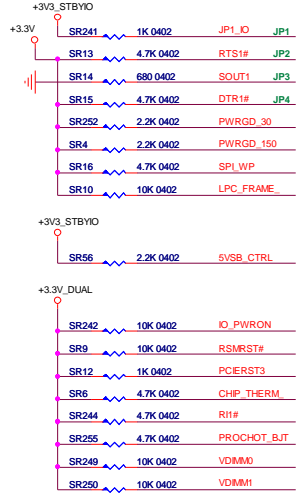 +3V3_STBYIO
+3.3V
SR241 1K 0402 JP1_IO JP1
SR13 4.7K 0402 RTS1# JP2
SR14 680 0402 SOUT1 JP3
SR15 4.7K 0402 DTR1# JP4
SR252 2.2K 0402 PWRGD_30
SR4 2.2K 0402 PWRGD_150
SR16 4.7K 0402 SPI_WP
SR10 10K 0402 LPC_FRAME_
+3V3_STBYIO
SR56 2.2K 0402 5VSB_CTRL
+3.3V_DUAL
SR242 10K 0402 IO_PWRON
SR9 10K 0402 RSMRST#
SR12 1K 0402 PCIERST3
SR6 4.7K 0402 CHIP_THERM_
SR244 4.7K 0402 RI1#
SR255 4.7K 0402 PROCHOT_BJT
SR249 10K 0402 VDIMM0
SR250 10K 0402 VDIMM1